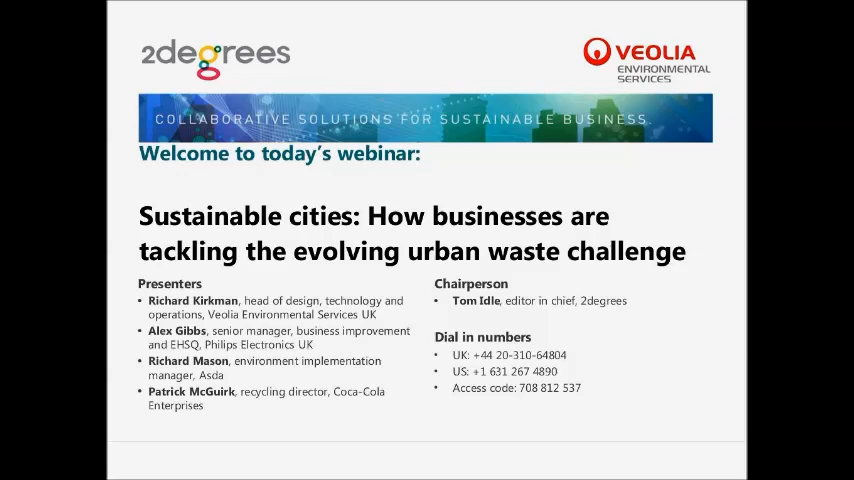 2degrees
VEOLIA
ENVIRONMENTAL
SERVICES
COLLABORATIVE SOLUTIONS FOR SUSTAINABLE BUSINESS.
Welcome to today's webinar:
Sustainable cities: How businesses are
tackling the evolving urban waste challenge
Presenters
• Richard Kirkman, head of design, technology and
operations, Veolia Environmental Services UK
• Alex Gibbs, senior manager, business improvement
and EHSQ, Philips Electronics UK
• Richard Mason, environment implementation
manager, Asda
• Patrick McGuirk, recycling director, Coca-Cola
Enterprises
Chairperson
• Tom Idle, editor in chief, 2degrees
Dial in numbers
• UK: +44 20-310-64804
• US: +1 631 267 4890
• Access code: 708 812 537